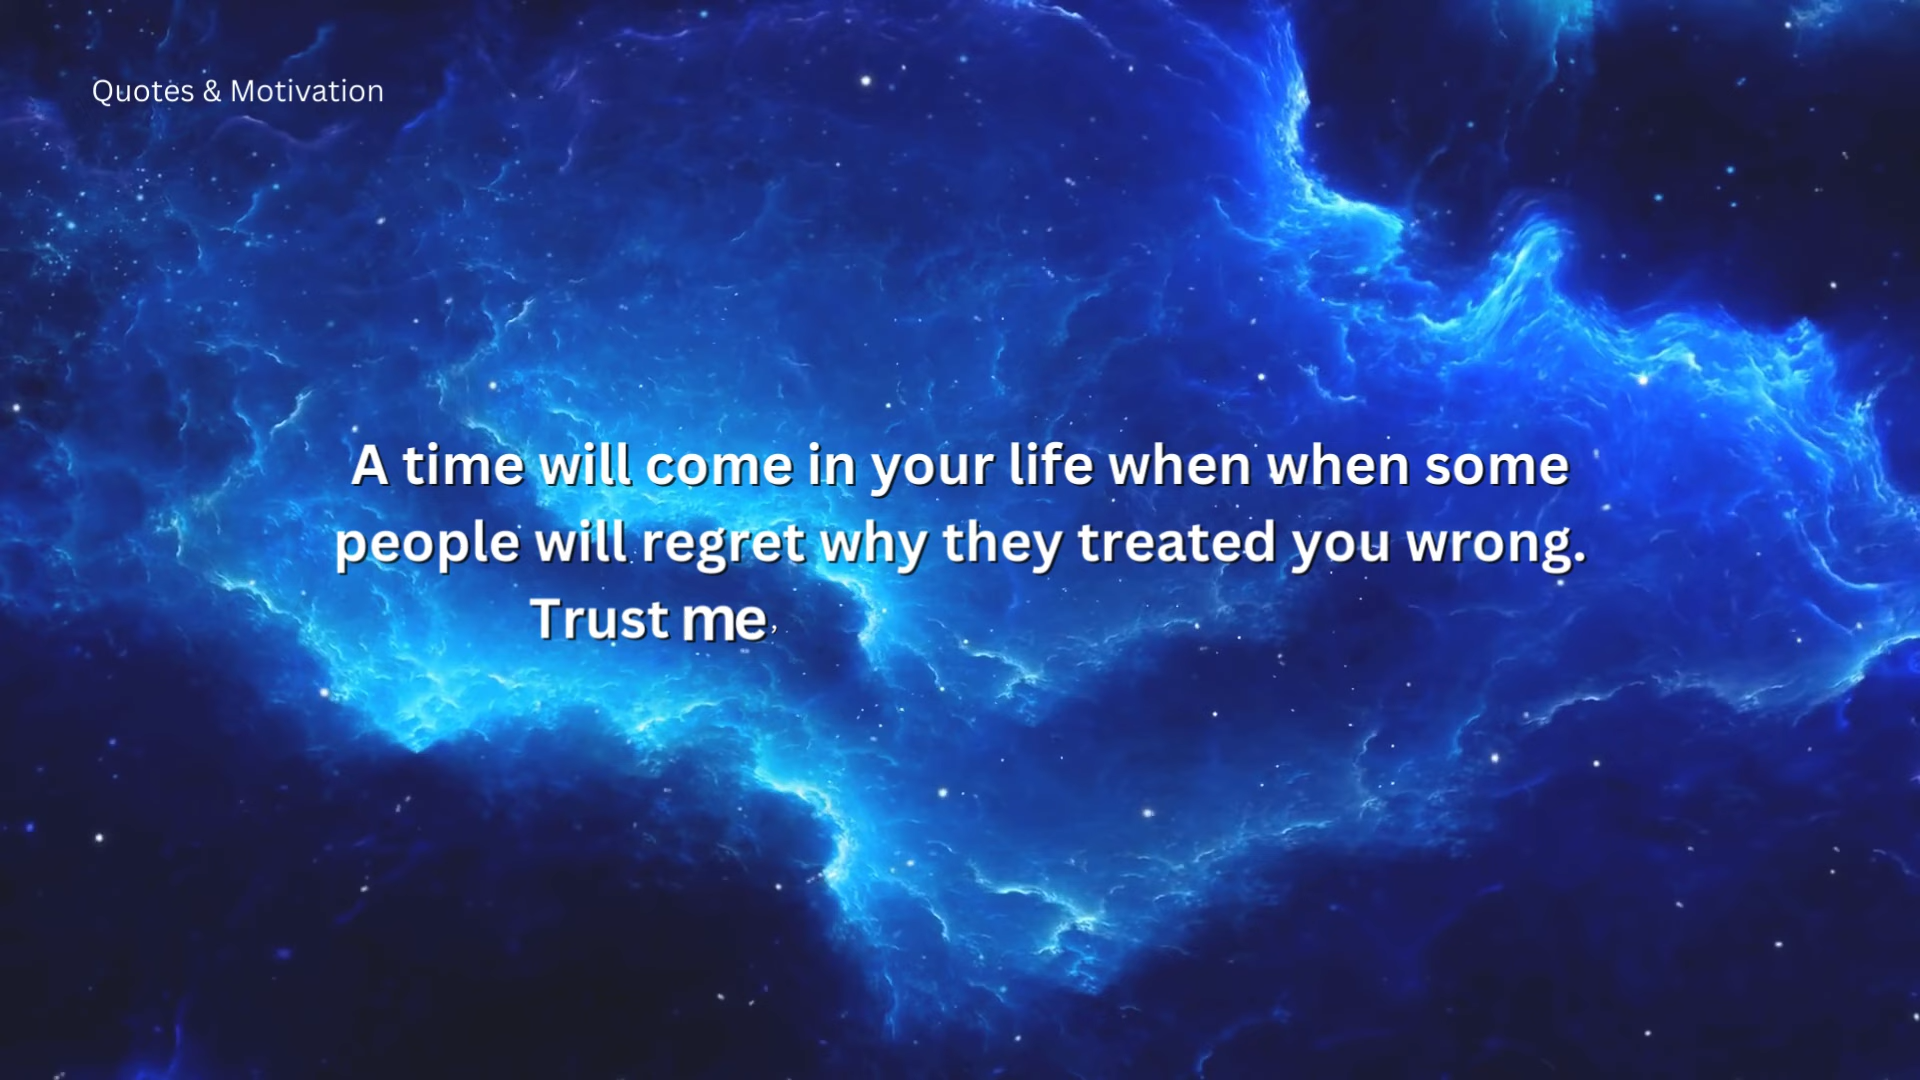 Quotes & Motivation
A time will come in your life when when some
people will regret why they treated you wrong.
Trust me,